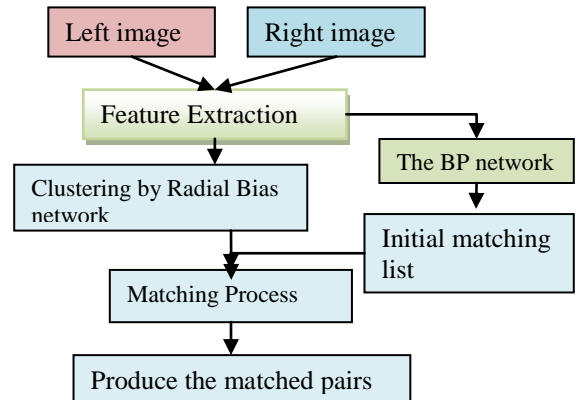 Left image
Right image
Feature Extraction
The BP network
Clustering by Radial Bias
network
Initial matching
list
Matching Process
Produce the matched pairs